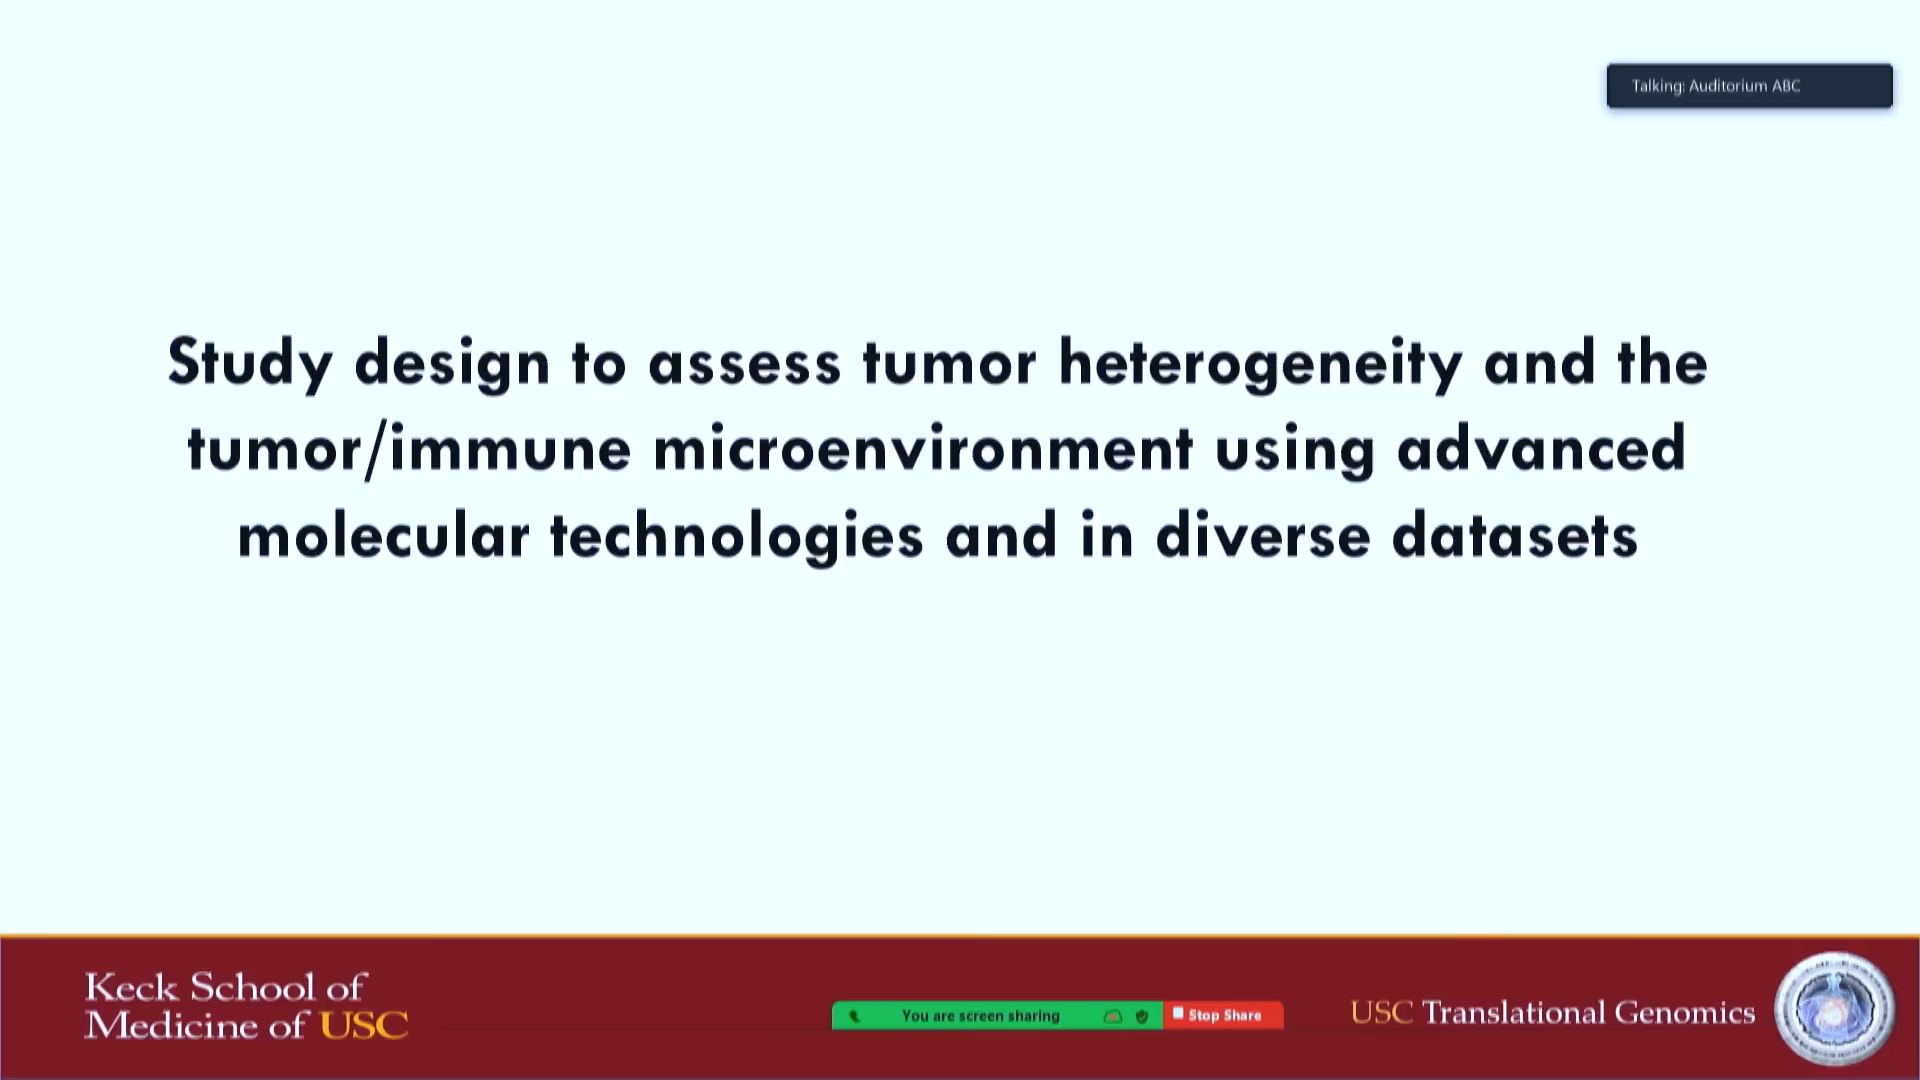 Talking: Auditorium ABC
Study design to assess tumor heterogeneity and the
tumor/immune microenvironment using advanced
molecular technologies and in diverse datasets
Keck School of
Medicine of USC
You are screen sharing
Stop Share
USC Translational Genomics